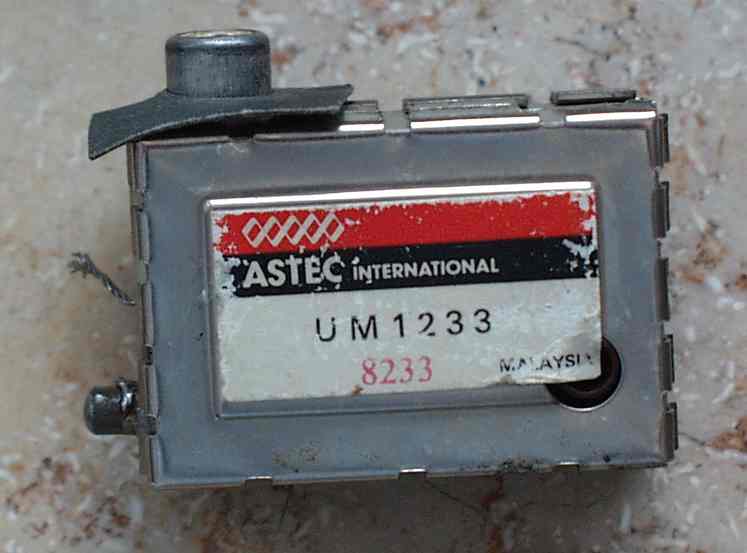 ASTEC INTERNATIONAL
UM1233
8233
MALAYSIA